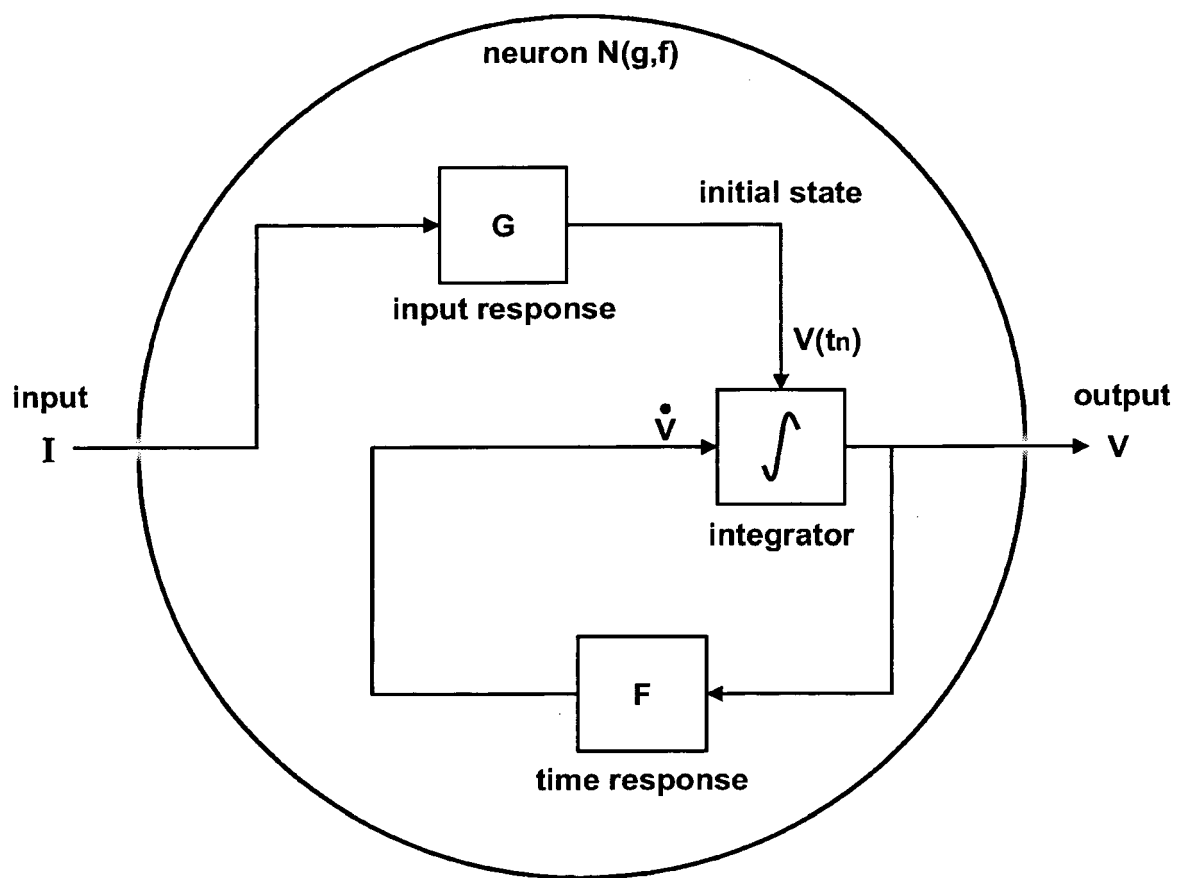 neuron N(g,f)
G
initial state
input response
V(tn)
input
I
V̇
∫
output
V
integrator
F
time response